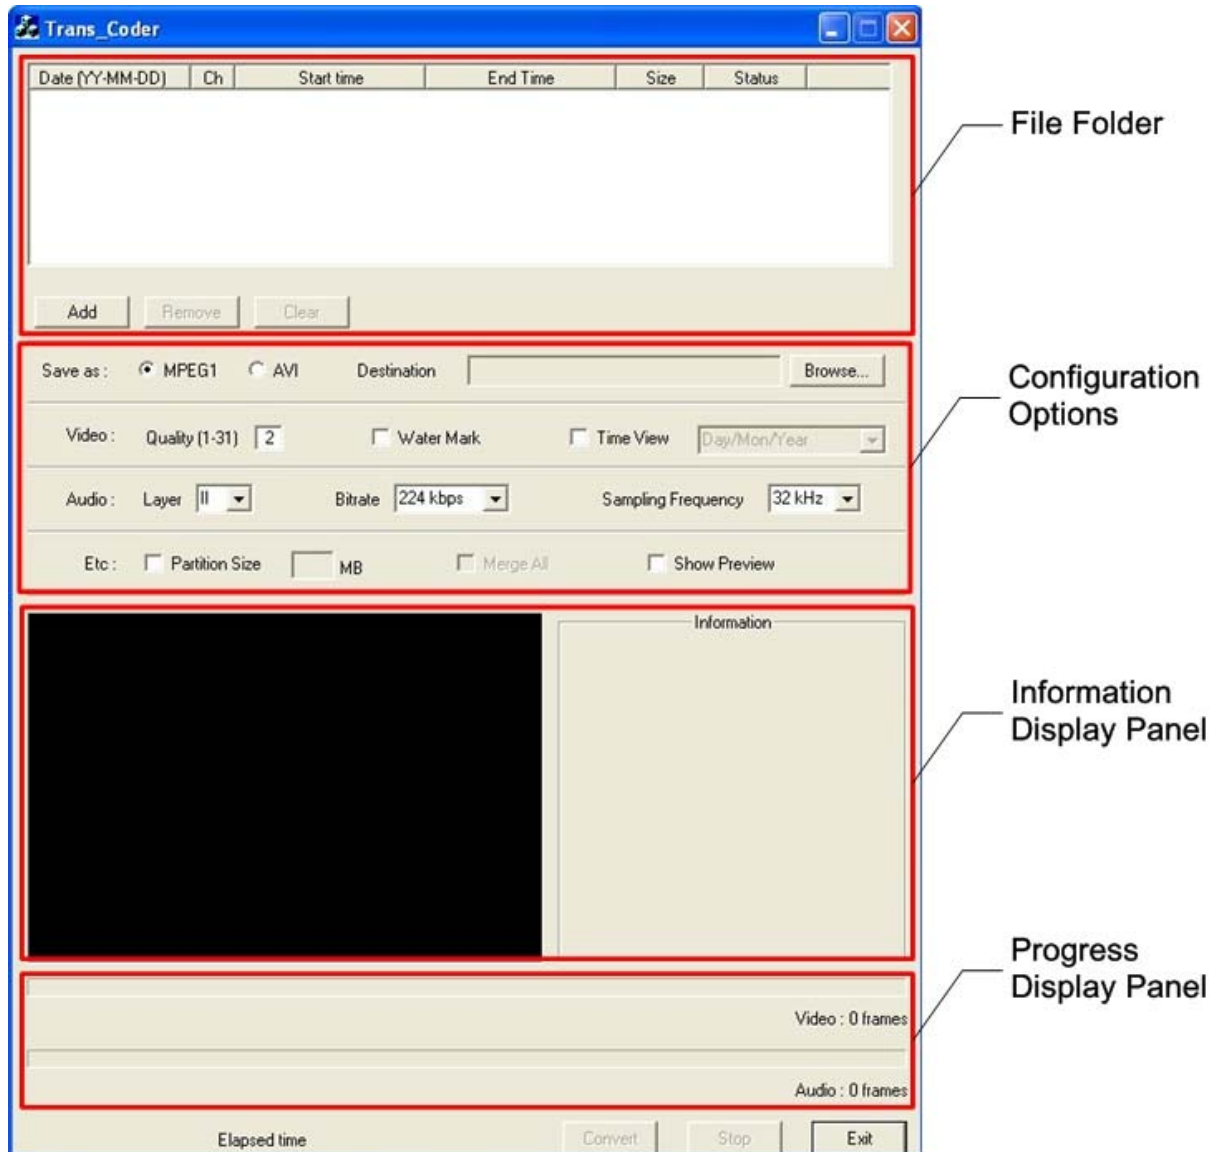 Trans_Coder
Date (YY-MM-DD) Ch Start time End Time Size Status
File Folder
Add Remove Clear
Save as : MPEG1 AVI Destination Browse...
Configuration
Options
Video : Quality (1-31) 2 Water Mark Time View Day/Mon/Year
Audio : Layer II Bitrate 224 kbps Sampling Frequency 32 kHz
Etc : Partition Size MB Merge All Show Preview
Information
Information
Display Panel
Progress
Display Panel
Video : 0 frames
Audio : 0 frames
Elapsed time Convert Stop Exit